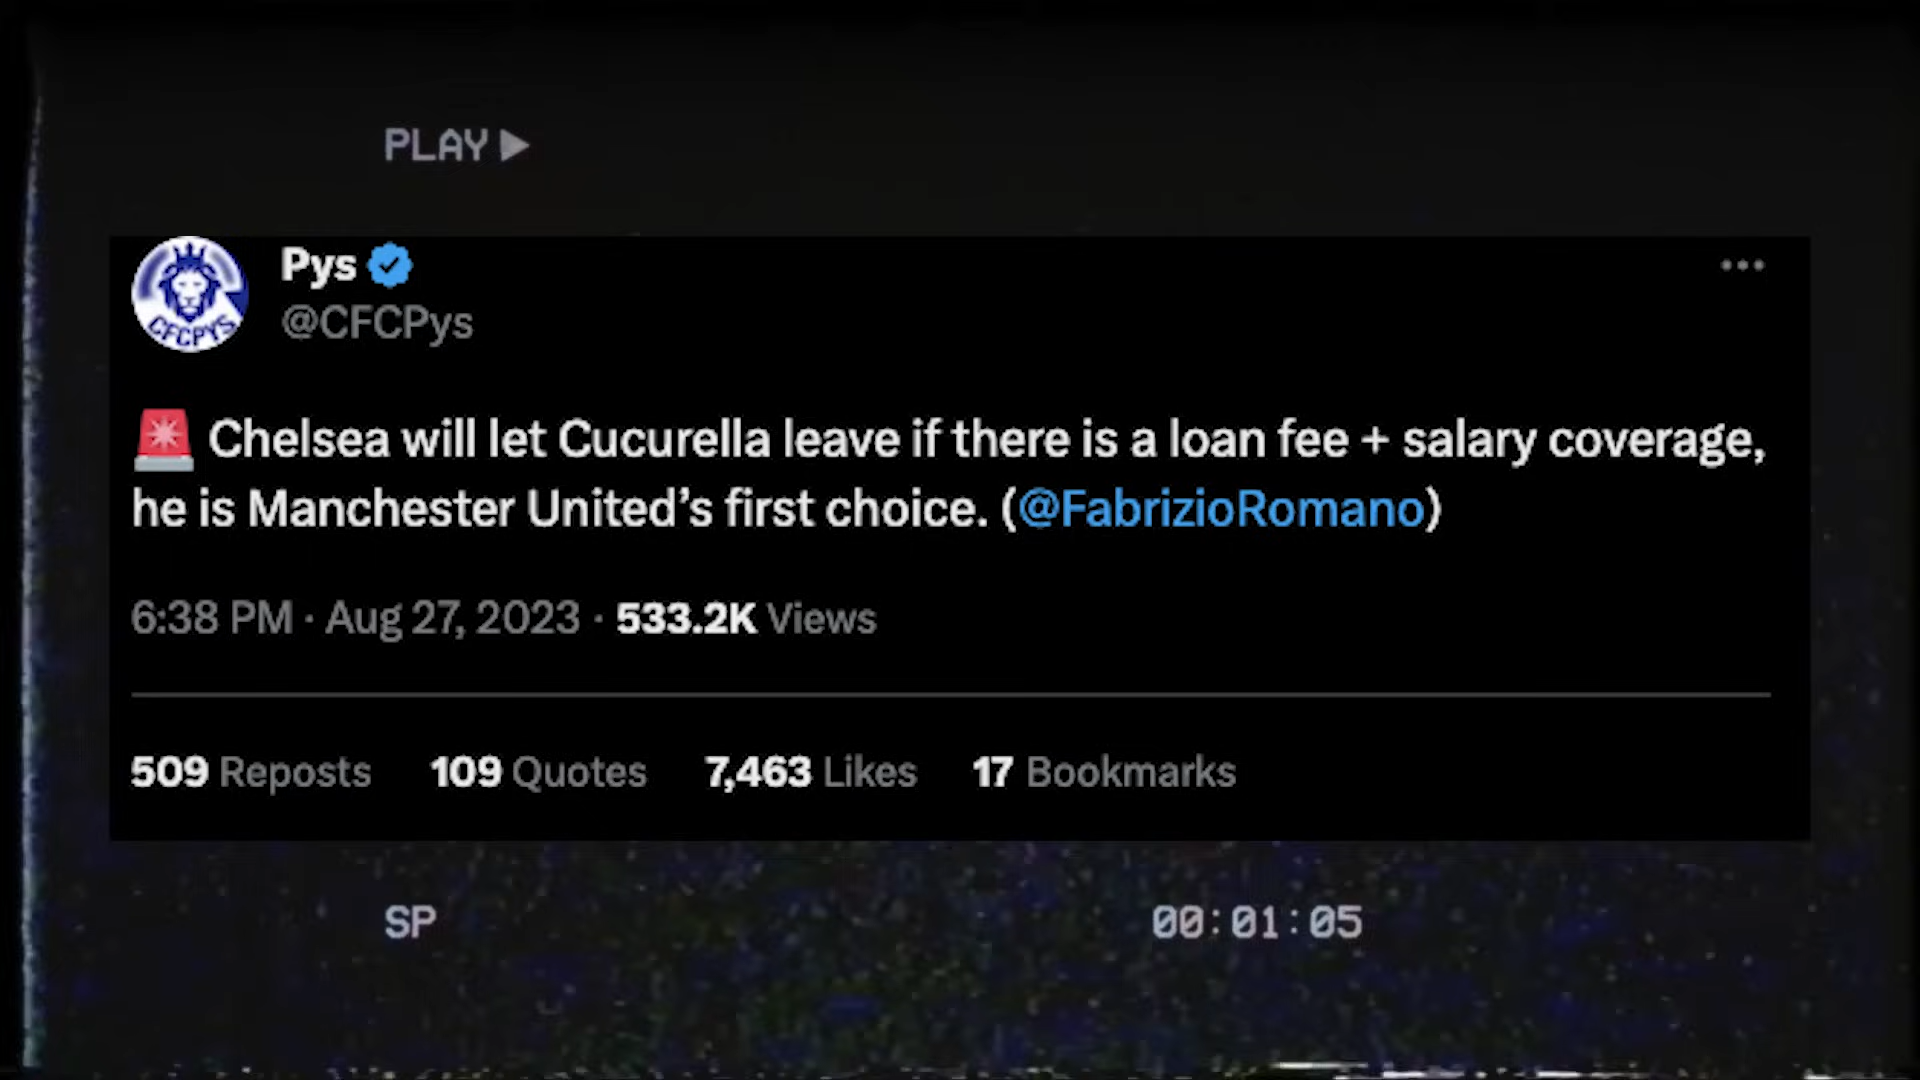 PLAY
CFCPYS
Pys
@CFCPys
🚨 Chelsea will let Cucurella leave if there is a loan fee + salary coverage,
he is Manchester United’s first choice. (@FabrizioRomano)
6:38 PM · Aug 27, 2023 · 533.2K Views
509 Reposts 109 Quotes 7,463 Likes 17 Bookmarks
SP 00:01:05